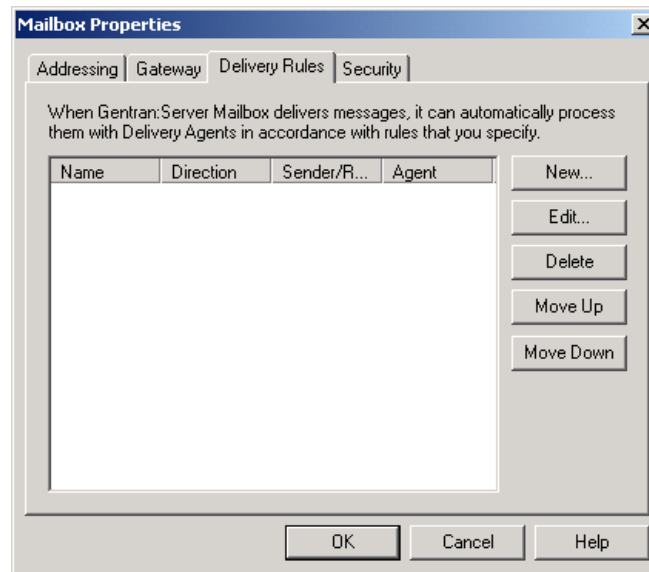 Mailbox Properties
Addressing Gateway Delivery Rules Security
When Gentran:Server Mailbox delivers messages, it can automatically process
them with Delivery Agents in accordance with rules that you specify.
Name Direction Sender/R... Agent
New...
Edit...
Delete
Move Up
Move Down
OK Cancel Help